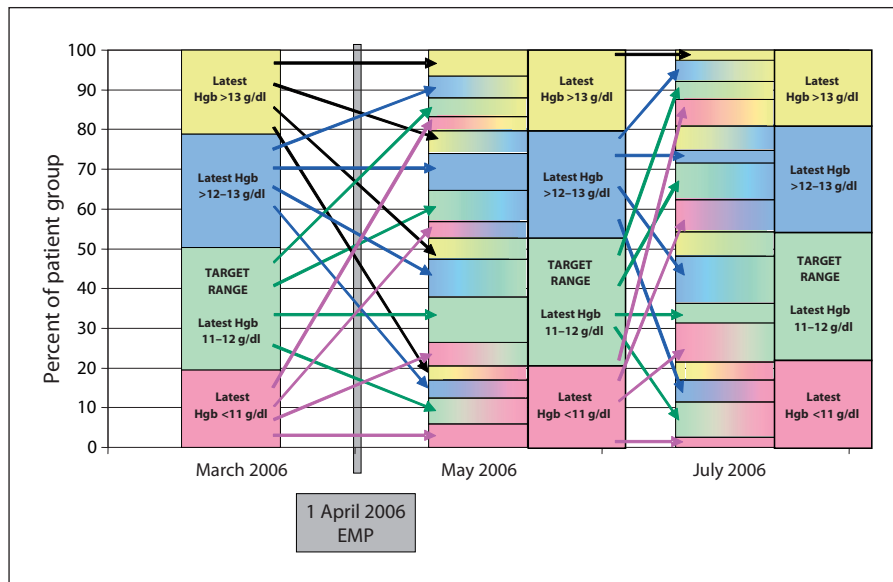 Percent of patient group
100
90
80
70
60
50
40
30
20
10
0
Latest
Hgb >13 g/dl
Latest Hgb
>12–13 g/dl
TARGET
RANGE
Latest Hgb
11–12 g/dl
Latest
Hgb <11 g/dl
Latest
Hgb >13 g/dl
Latest Hgb
>12–13 g/dl
TARGET
RANGE
Latest Hgb
11–12 g/dl
Latest
Hgb <11 g/dl
Latest
Hgb >13 g/dl
Latest Hgb
>12–13 g/dl
TARGET
RANGE
Latest Hgb
11–12 g/dl
Latest
Hgb <11 g/dl
March 2006
May 2006
July 2006
1 April 2006
EMP